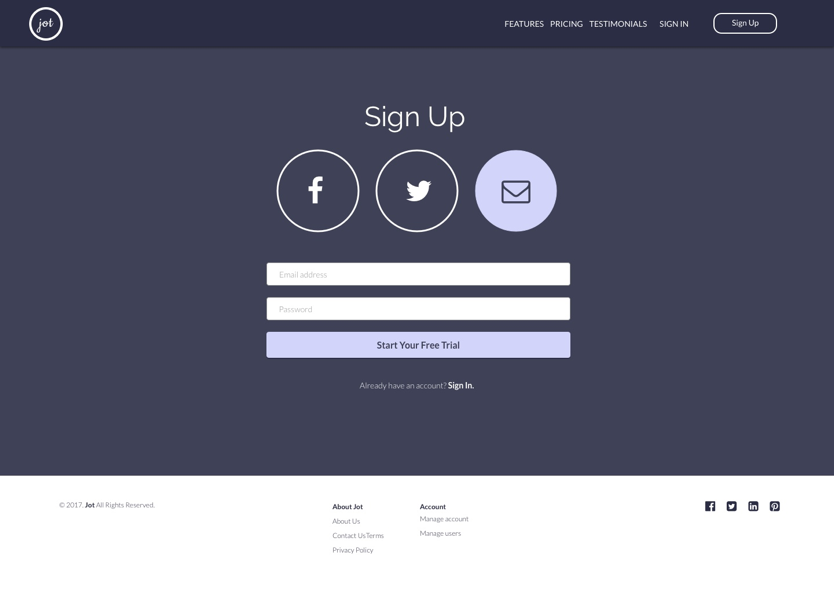 jot
FEATURES PRICING TESTIMONIALS SIGN IN Sign Up
Sign Up
Email address
Password
Start Your Free Trial
Already have an account? Sign In.
© 2017. Jot All Rights Reserved.
About Jot
About Us
Contact UsTerms
Privacy Policy
Account
Manage account
Manage users